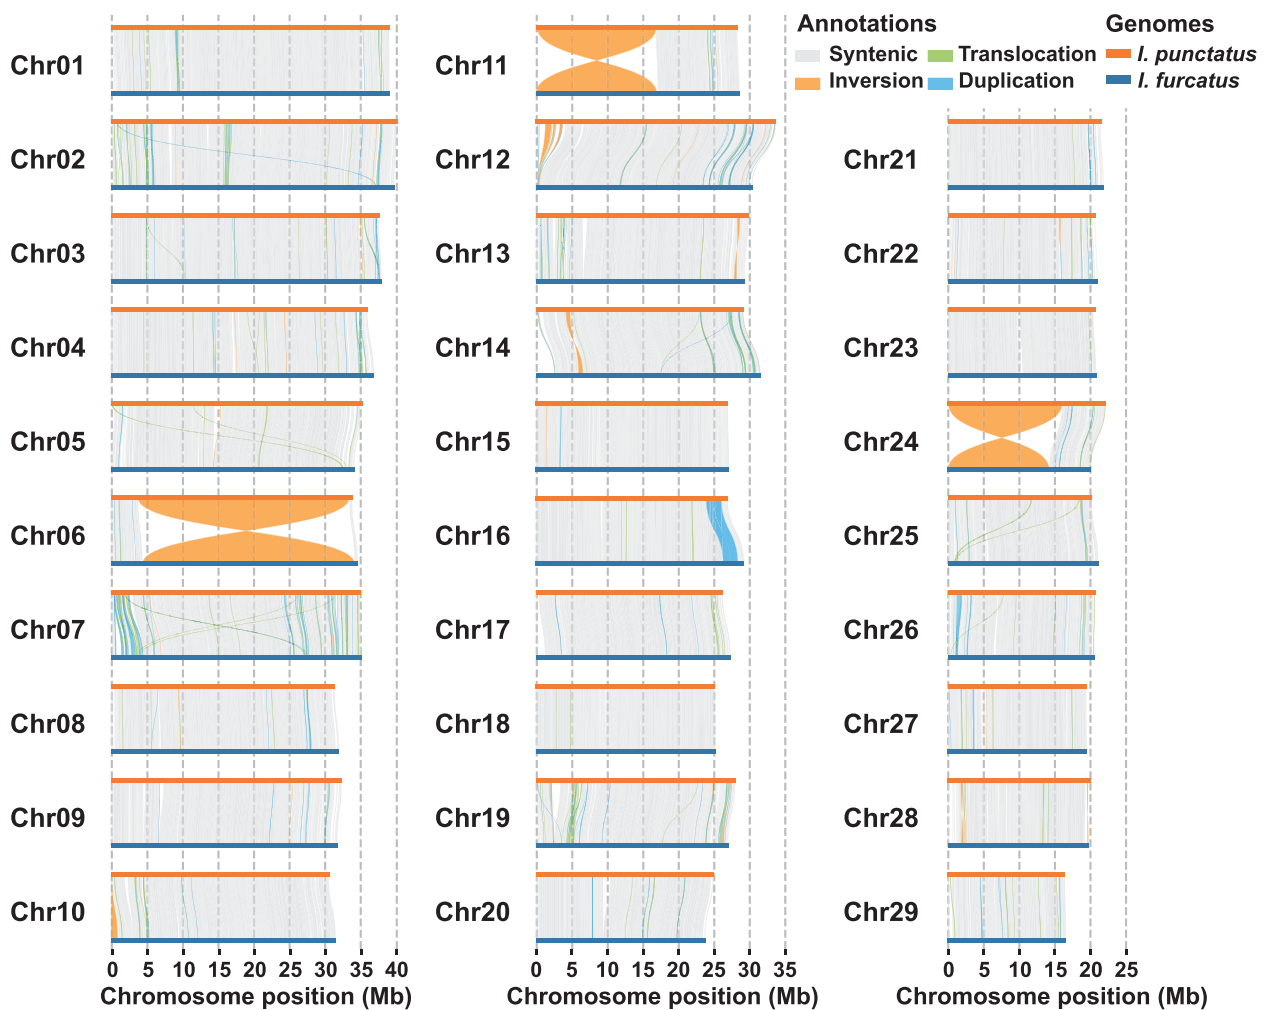 Annotations
Genomes
Syntenic
Translocation
I. punctatus
Inversion
Duplication
I. furcatus
Chr01
Chr02
Chr03
Chr04
Chr05
Chr06
Chr07
Chr08
Chr09
Chr10
0 5 10 15 20 25 30 35 40
Chromosome position (Mb)
Chr11
Chr12
Chr13
Chr14
Chr15
Chr16
Chr17
Chr18
Chr19
Chr20
0 5 10 15 20 25 30 35
Chromosome position (Mb)
Chr21
Chr22
Chr23
Chr24
Chr25
Chr26
Chr27
Chr28
Chr29
0 5 10 15 20 25
Chromosome position (Mb)